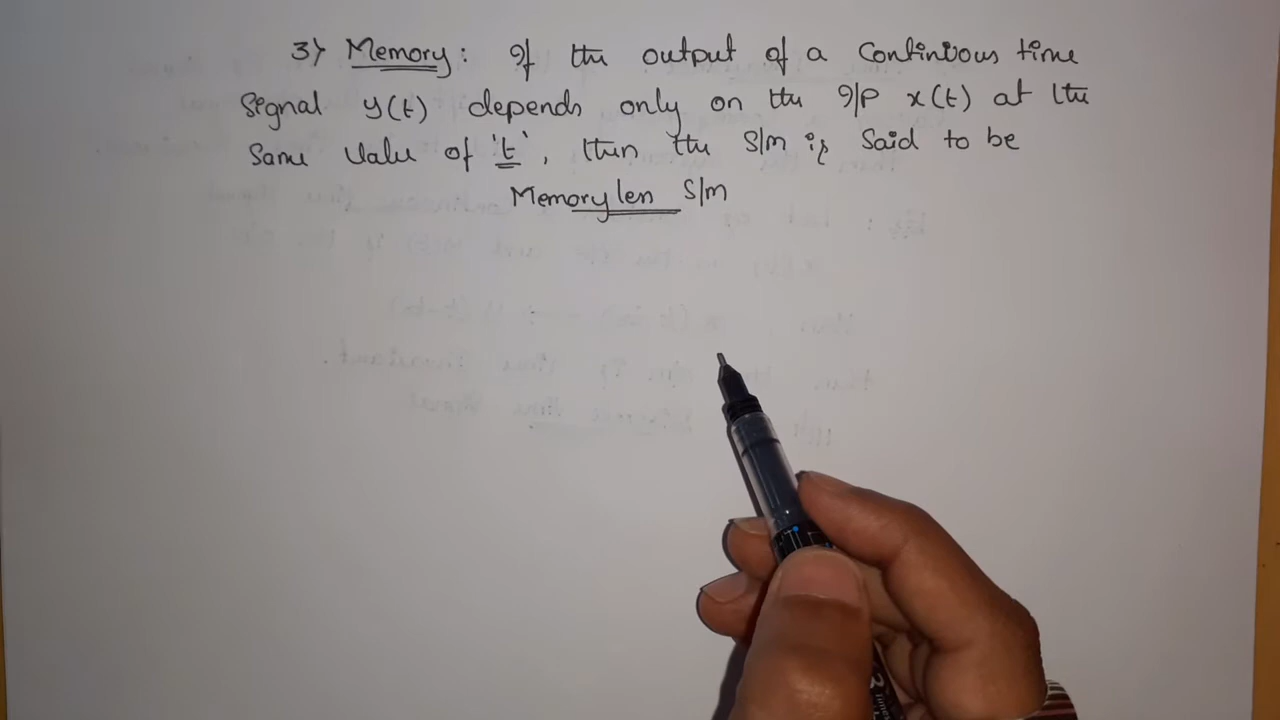 3) Memory: If the output of a Continuous time
Signal y(t) depends only on the I/P x(t) at the
Same Value of 't', then the S/m is Said to be
Memoryless S/m